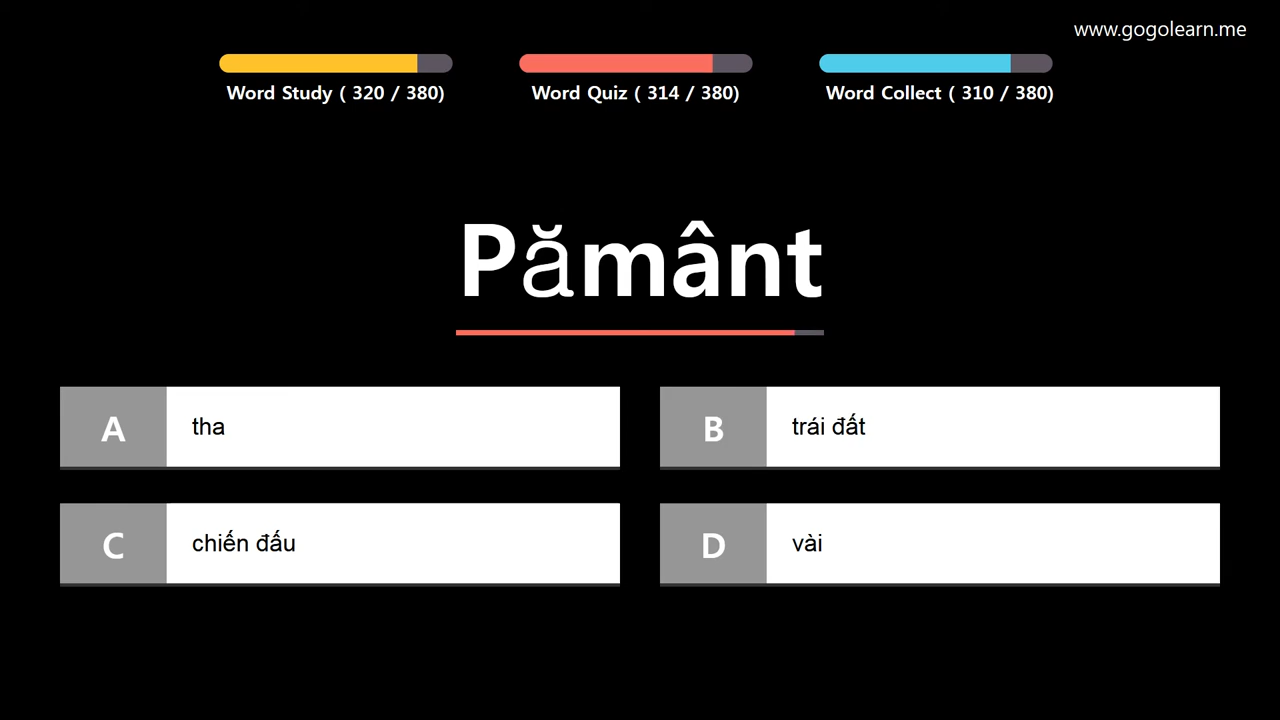 www.gogolearn.me
Word Study ( 320 / 380)
Word Quiz ( 314 / 380)
Word Collect ( 310 / 380)
Pământ
A
tha
B
trái đất
C
chiến đấu
D
vài